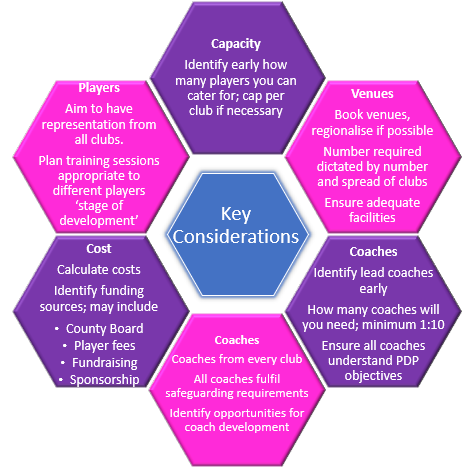 Capacity
Identify early how
many players you can
cater for; cap per
club if necessary
Players
Aim to have
representation from
all clubs.
Plan training sessions
appropriate to
different players
‘stage of
development’
Venues
Book venues,
regionalise if possible
Number required
dictated by number
and spread of clubs
Ensure adequate
facilities
Key
Considerations
Cost
Calculate costs
Identify funding
sources; may include
• County Board
• Player fees
• Fundraising
• Sponsorship
Coaches
Identify lead coaches
early
How many coaches will
you need; minimum 1:10
Ensure all coaches
understand PDP
objectives
Coaches
Coaches from every club
All coaches fulfil
safeguarding requirements
Identify opportunities for
coach development